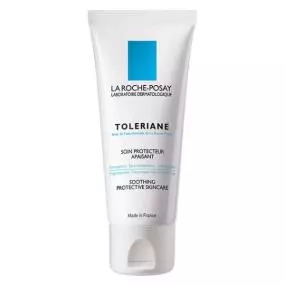 LA ROCHE-POSAY
LABORATOIRE DERMATOLOGIQUE
TOLERIANE
SOIN PROTECTEUR
APAISANT
SOOTHING
PROTECTIVE SKINCARE
Made in France